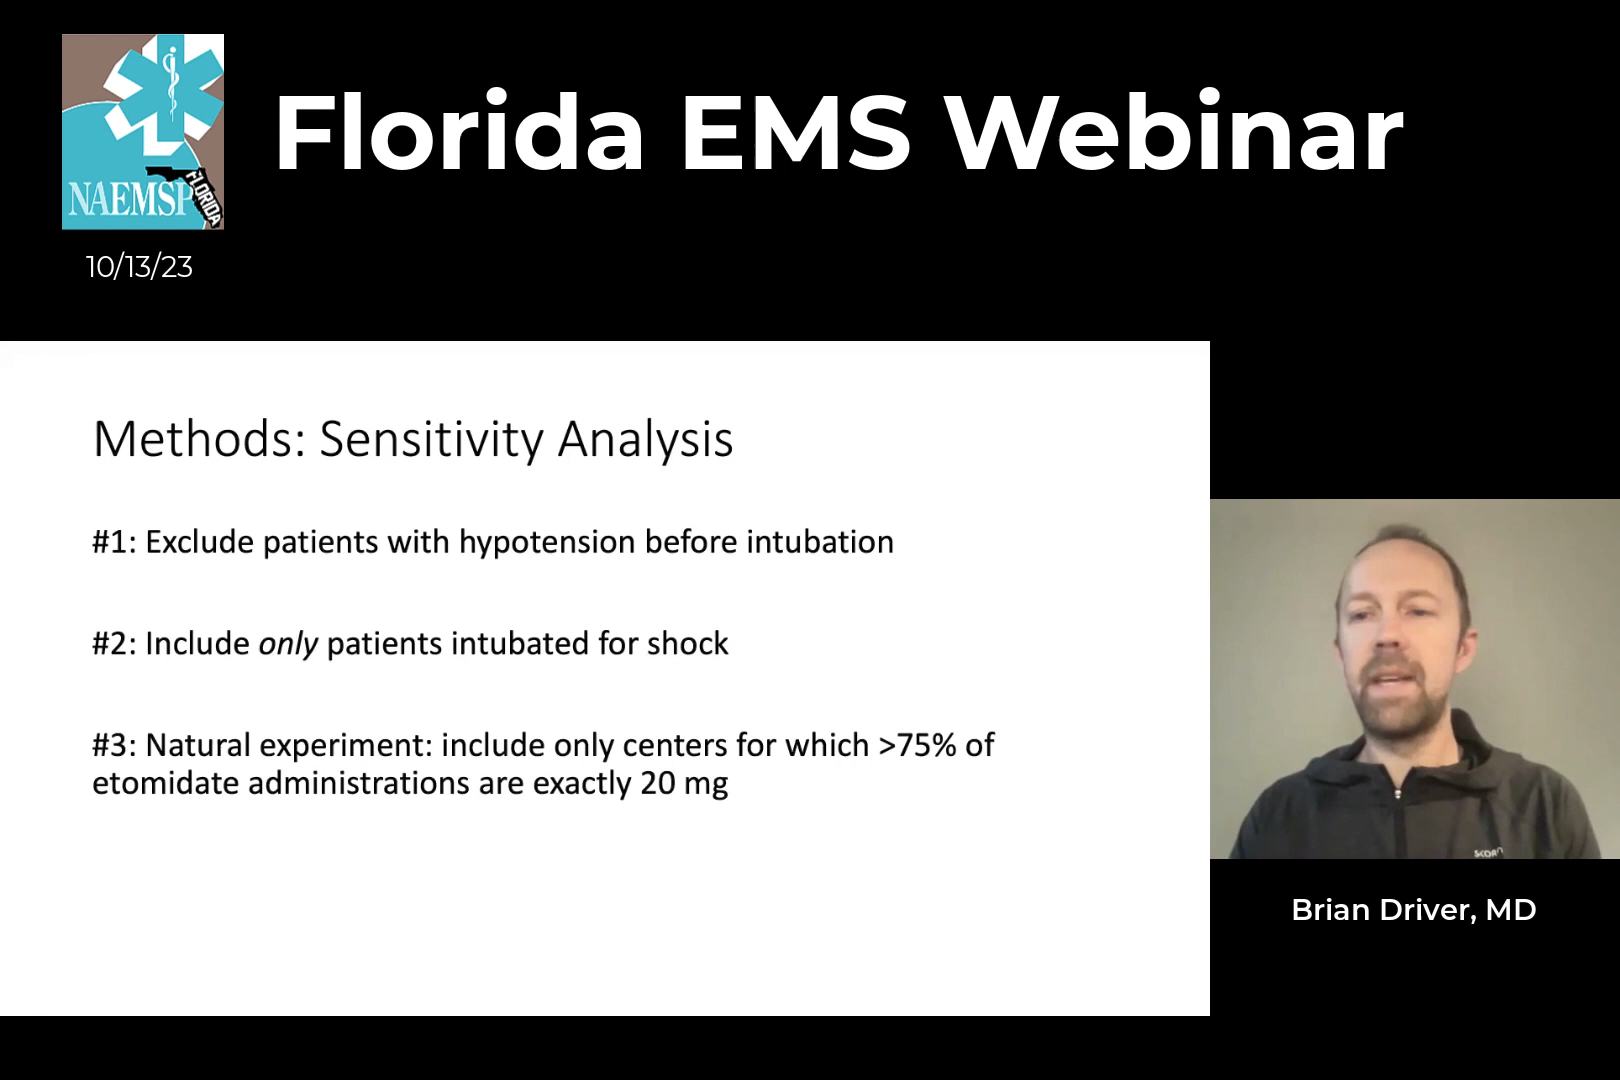 Florida EMS Webinar
NAEMSP
FLORIDA
10/13/23
Methods: Sensitivity Analysis
#1: Exclude patients with hypotension before intubation
#2: Include only patients intubated for shock
#3: Natural experiment: include only centers for which >75% of
etomidate administrations are exactly 20 mg
Brian Driver, MD